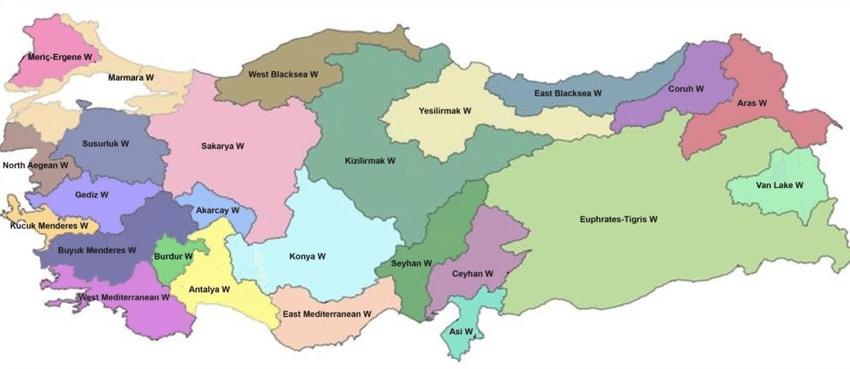 Meriç-Ergene W
Marmara W
West Blacksea W
East Blacksea W
Coruh W
Aras W
Yesilirmak W
Susurluk W
Sakarya W
Kizilirmak W
North Aegean W
Van Lake W
Gediz W
Akarcay W
Euphrates-Tigris W
Kucuk Menderes W
Buyuk Menderes W
Burdur W
Konya W
Seyhan W
Ceyhan W
Antalya W
West Mediterranean W
East Mediterranean W
Asi W